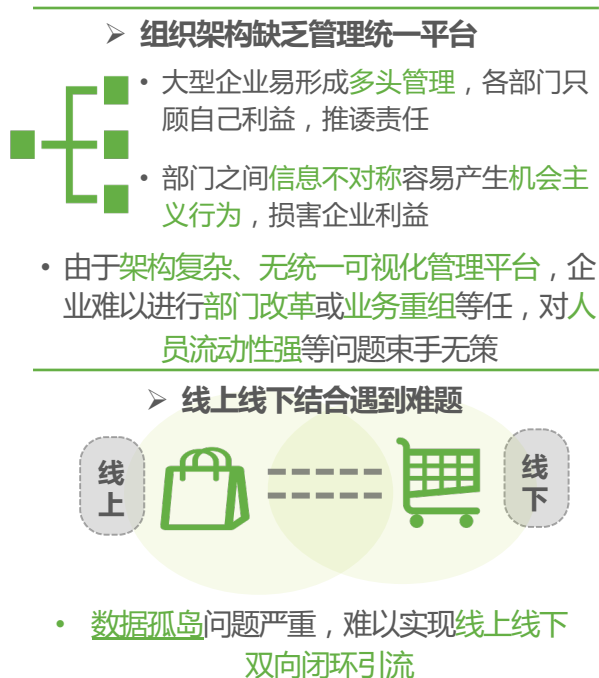 ➢ 组织架构缺乏管理统一平台
• 大型企业易形成多头管理，各部门只
顾自己利益，推诿责任
• 部门之间信息不对称容易产生机会主
义行为，损害企业利益
• 由于架构复杂、无统一可视化管理平台，企
业难以进行部门改革或业务重组等任，对人
员流动性强等问题束手无策
➢ 线上线下结合遇到难题
线上
线下
• 数据孤岛问题严重，难以实现线上线下
双向闭环引流